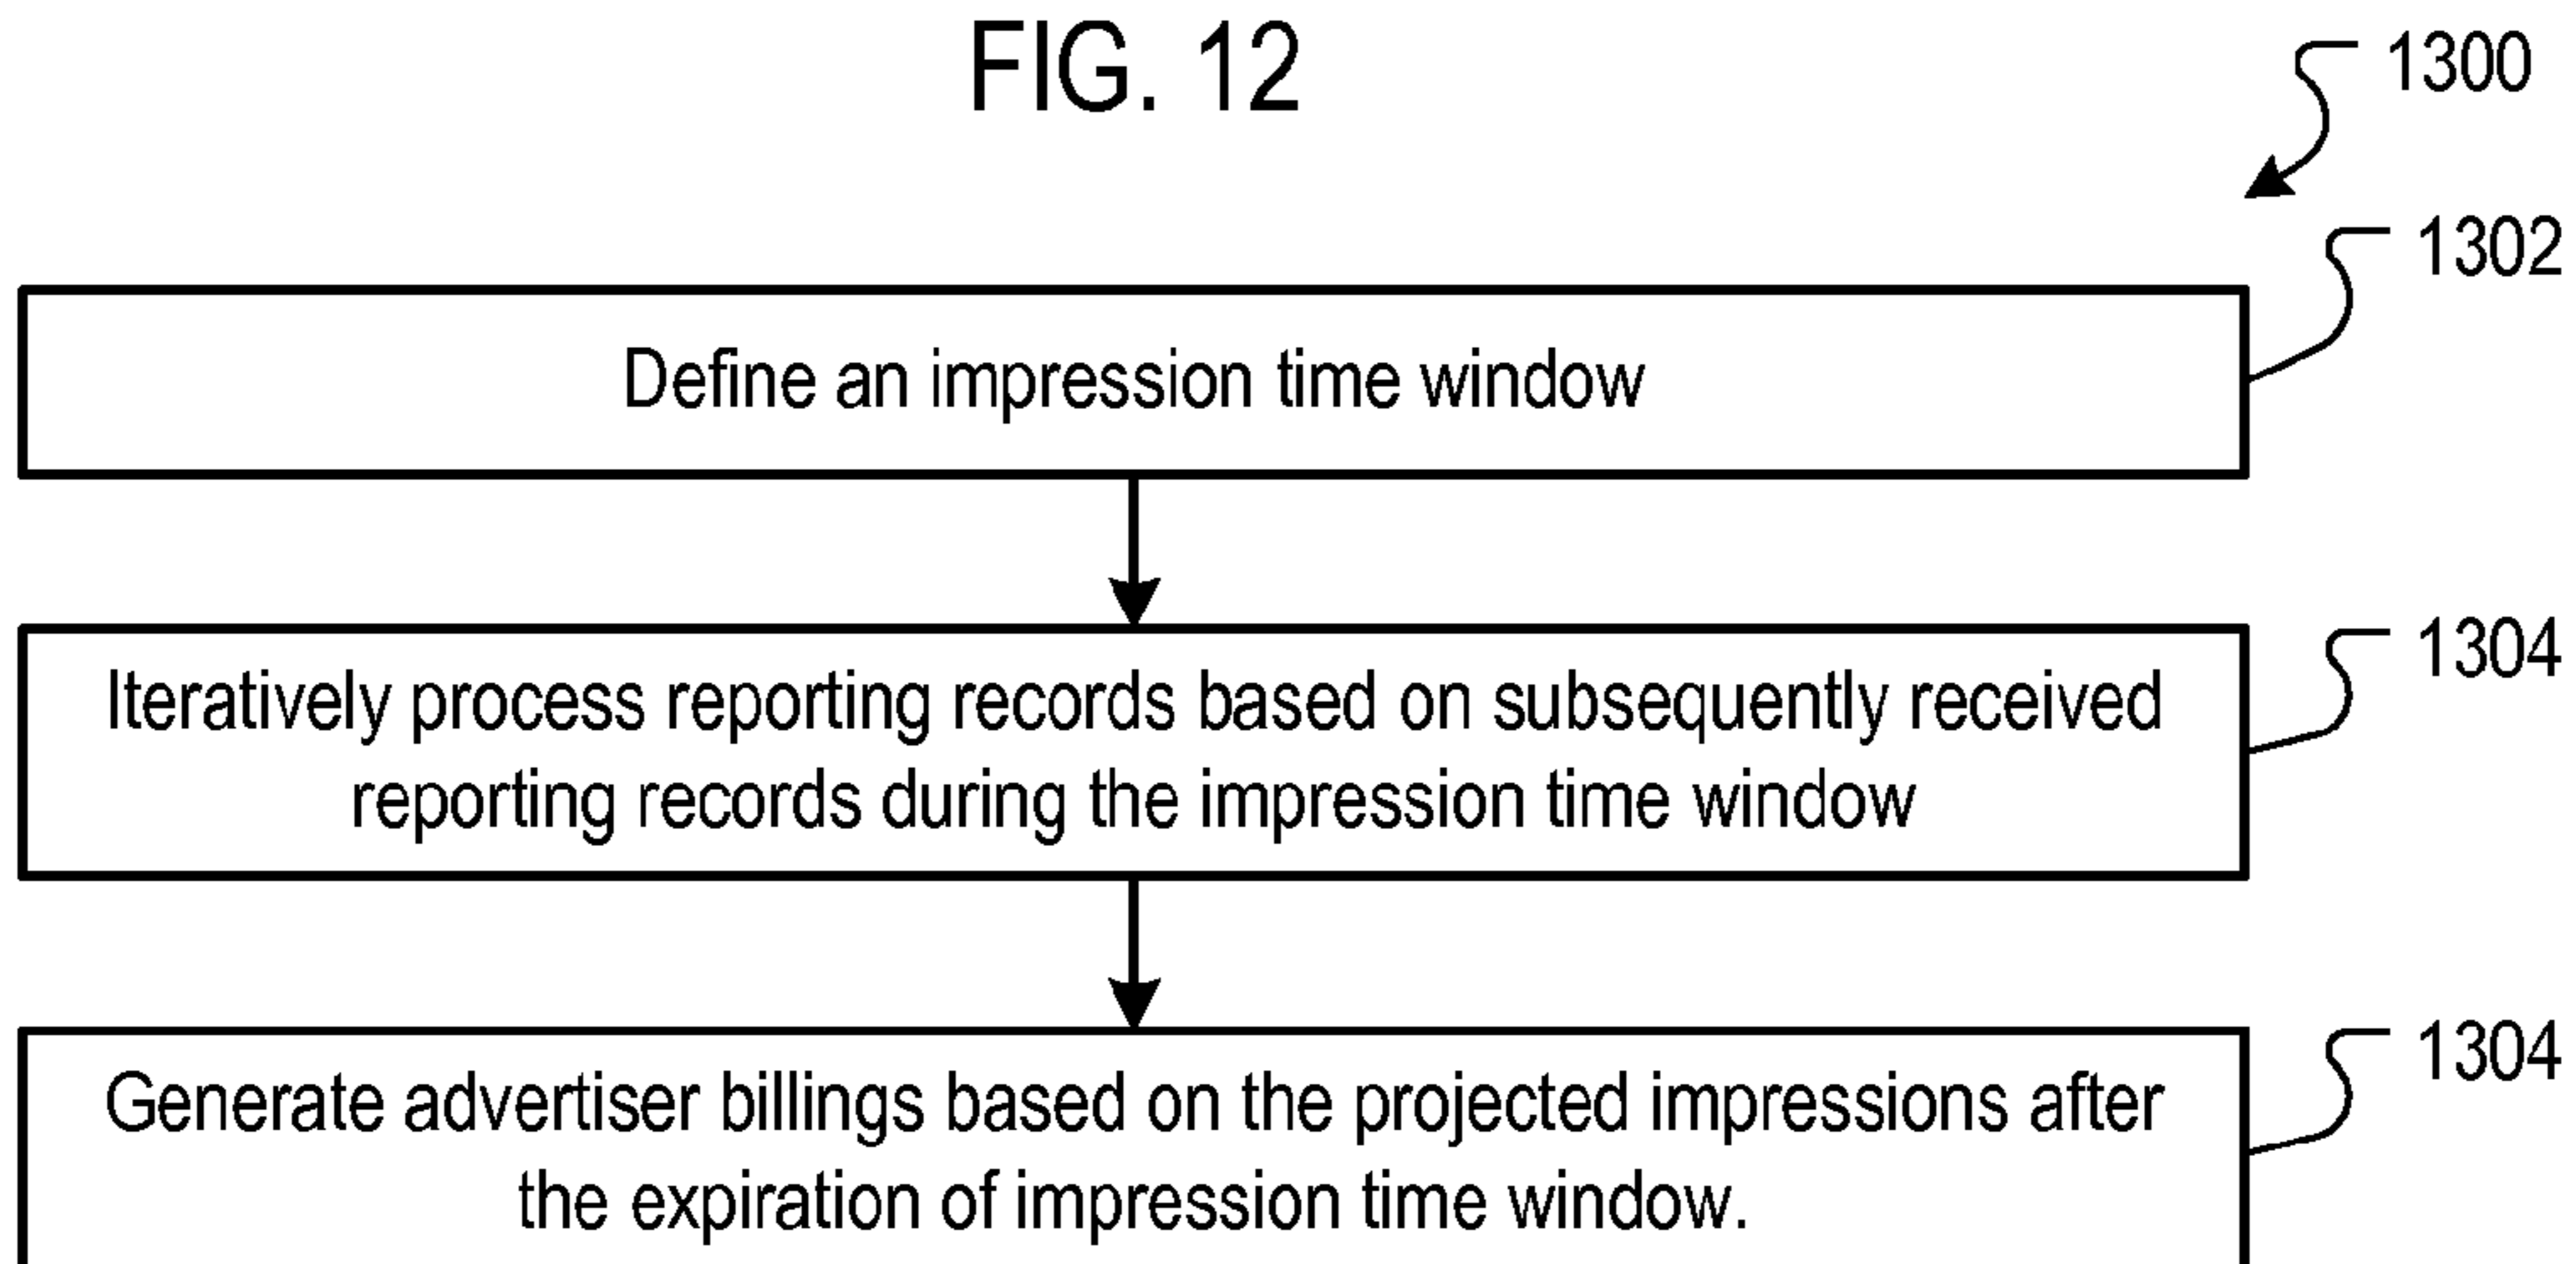 FIG. 12
1300
1302
Define an impression time window
1304
Iteratively process reporting records based on subsequently received
reporting records during the impression time window
1304
Generate advertiser billings based on the projected impressions after
the expiration of impression time window.